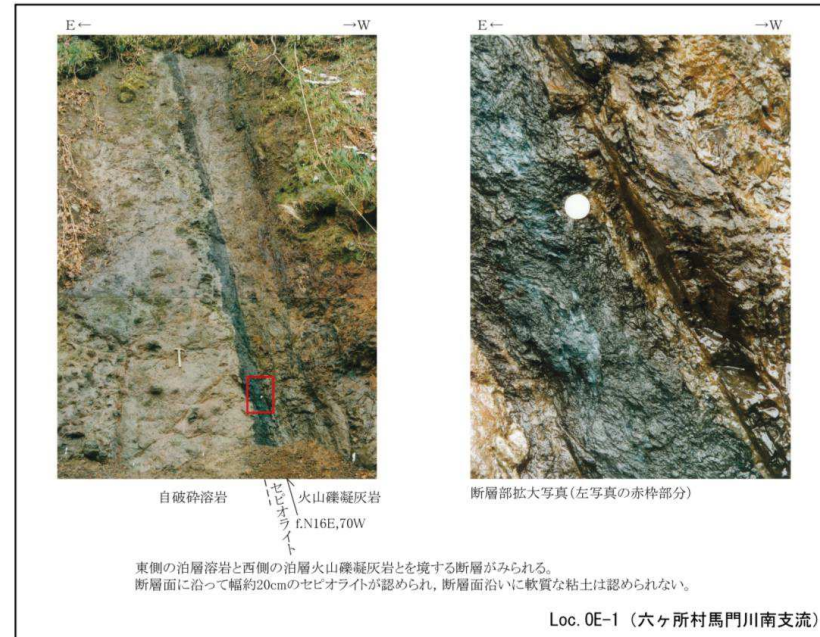 E← →W
E← →W
自破砕溶岩
セピオライト
火山礫凝灰岩
f.N16E,70W
断層部拡大写真(左写真の赤枠部分)
東側の泊層溶岩と西側の泊層火山礫凝灰岩とを境する断層がみられる。
断層面に沿って幅約20cmのセピオライトが認められ，断層面沿いに軟質な粘土は認められない。
Loc. OE-1 (六ヶ所村馬門川南支流)